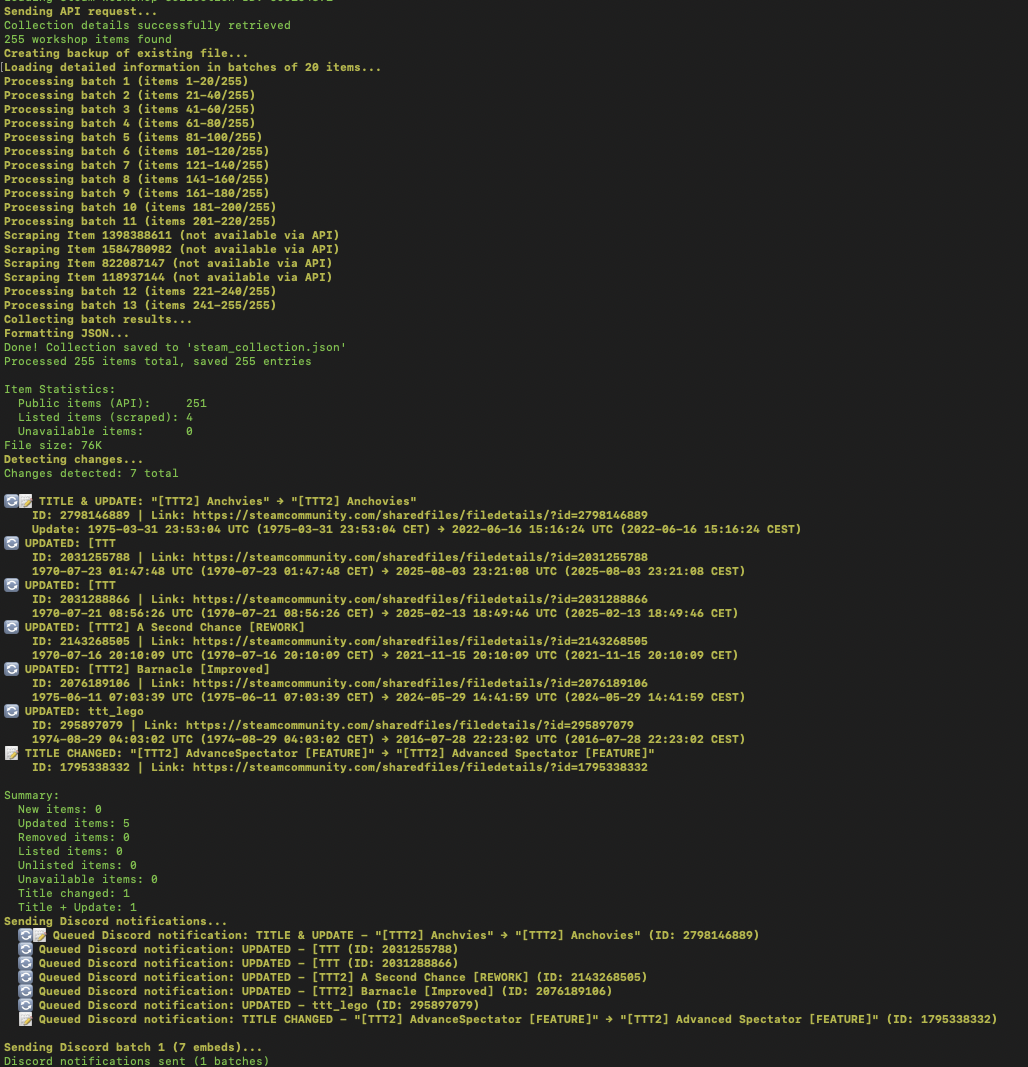 Sending API request...
Collection details successfully retrieved
255 workshop items found
Creating backup of existing file...
Loading detailed information in batches of 20 items...
Processing batch 1 (items 1-20/255)
Processing batch 2 (items 21-40/255)
Processing batch 3 (items 41-60/255)
Processing batch 4 (items 61-80/255)
Processing batch 5 (items 81-100/255)
Processing batch 6 (items 101-120/255)
Processing batch 7 (items 121-140/255)
Processing batch 8 (items 141-160/255)
Processing batch 9 (items 161-180/255)
Processing batch 10 (items 181-200/255)
Processing batch 11 (items 201-220/255)
Scraping Item 1398388611 (not available via API)
Scraping Item 1584780982 (not available via API)
Scraping Item 822087147 (not available via API)
Scraping Item 118937144 (not available via API)
Processing batch 12 (items 221-240/255)
Processing batch 13 (items 241-255/255)
Collecting batch results...
Formatting JSON...
Done! Collection saved to 'steam_collection.json'
Processed 255 items total, saved 255 entries
Item Statistics:
Public items (API): 251
Listed items (scraped): 4
Unavailable items: 0
File size: 76K
Detecting changes...
Changes detected: 7 total
🔄📝 TITLE & UPDATE: "[TTT2] Anchvies" → "[TTT2] Anchovies"
ID: 2798146889 | Link: https://steamcommunity.com/sharedfiles/filedetails/?id=2798146889
Update: 1975-03-31 23:53:04 UTC (1975-03-31 23:53:04 CET) → 2022-06-16 15:16:24 UTC (2022-06-16 15:16:24 CEST)
🔄 UPDATED: [TTT
ID: 2031255788 | Link: https://steamcommunity.com/sharedfiles/filedetails/?id=2031255788
1970-07-23 01:47:48 UTC (1970-07-23 01:47:48 CET) → 2025-08-03 23:21:08 UTC (2025-08-03 23:21:08 CEST)
🔄 UPDATED: [TTT
ID: 2031288866 | Link: https://steamcommunity.com/sharedfiles/filedetails/?id=2031288866
1970-07-21 08:56:26 UTC (1970-07-21 08:56:26 CET) → 2025-02-13 18:49:46 UTC (2025-02-13 18:49:46 CET)
🔄 UPDATED: [TTT2] A Second Chance [REWORK]
ID: 2143268505 | Link: https://steamcommunity.com/sharedfiles/filedetails/?id=2143268505
1970-07-16 20:10:09 UTC (1970-07-16 20:10:09 CET) → 2021-11-15 20:10:09 UTC (2021-11-15 20:10:09 CET)
🔄 UPDATED: [TTT2] Barnacle [Improved]
ID: 2076189106 | Link: https://steamcommunity.com/sharedfiles/filedetails/?id=2076189106
1975-06-11 07:03:39 UTC (1975-06-11 07:03:39 CET) → 2024-05-29 14:41:59 UTC (2024-05-29 14:41:59 CEST)
🔄 UPDATED: ttt_lego
ID: 295897079 | Link: https://steamcommunity.com/sharedfiles/filedetails/?id=295897079
1974-08-29 04:03:02 UTC (1974-08-29 04:03:02 CET) → 2016-07-28 22:23:02 UTC (2016-07-28 22:23:02 CEST)
📝 TITLE CHANGED: "[TTT2] AdvanceSpectator [FEATURE]" → "[TTT2] Advanced Spectator [FEATURE]"
ID: 1795338332 | Link: https://steamcommunity.com/sharedfiles/filedetails/?id=1795338332
Summary:
New items: 0
Updated items: 5
Removed items: 0
Listed items: 0
Unlisted items: 0
Unavailable items: 0
Title changed: 1
Title + Update: 1
Sending Discord notifications...
🔄📝 Queued Discord notification: TITLE & UPDATE - "[TTT2] Anchvies" → "[TTT2] Anchovies" (ID: 2798146889)
🔄 Queued Discord notification: UPDATED - [TTT (ID: 2031255788)
🔄 Queued Discord notification: UPDATED - [TTT (ID: 2031288866)
🔄 Queued Discord notification: UPDATED - [TTT2] A Second Chance [REWORK] (ID: 2143268505)
🔄 Queued Discord notification: UPDATED - [TTT2] Barnacle [Improved] (ID: 2076189106)
🔄 Queued Discord notification: UPDATED - ttt_lego (ID: 295897079)
📝 Queued Discord notification: TITLE CHANGED - "[TTT2] AdvanceSpectator [FEATURE]" → "[TTT2] Advanced Spectator [FEATURE]" (ID: 1795338332)
Sending Discord batch 1 (7 embeds)...
Discord notifications sent (1 batches)